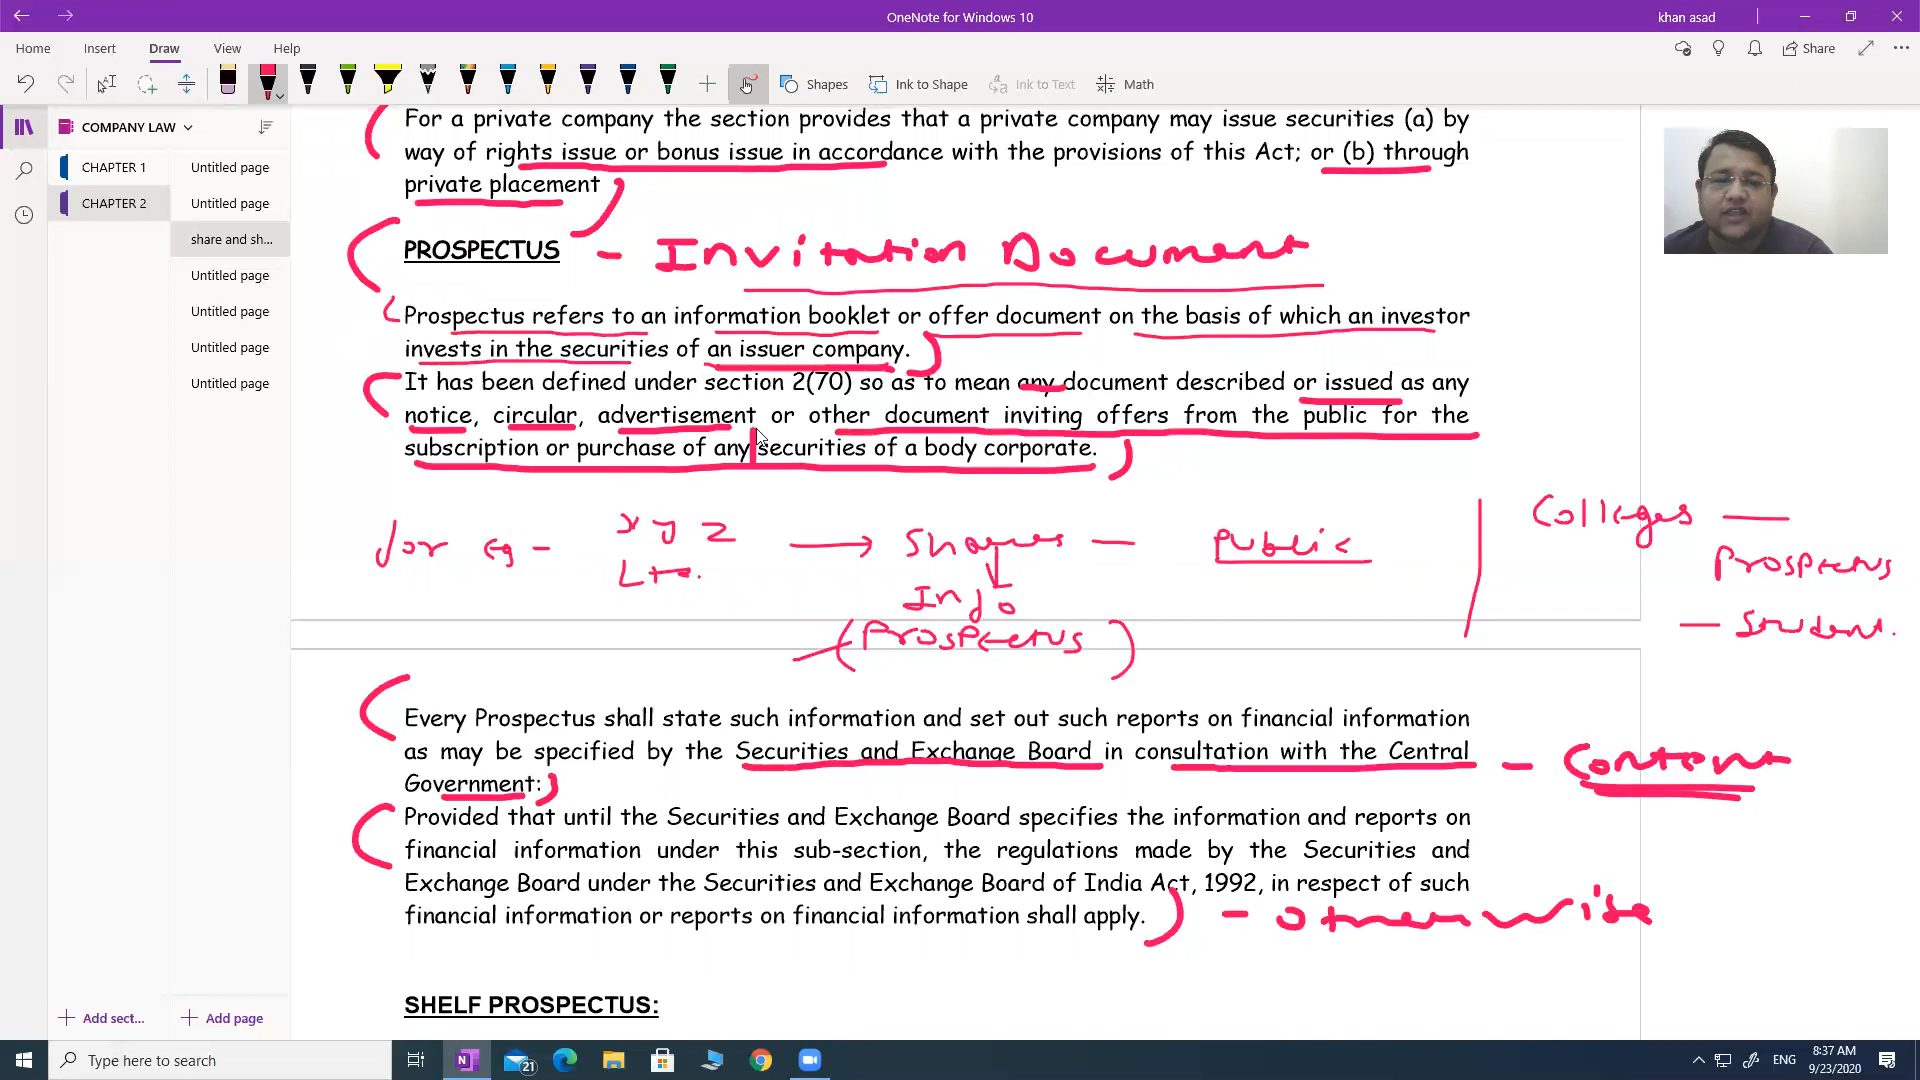 OneNote for Windows 10
khan asad
Home Insert Draw View Help
Share
Shapes
Ink to Shape
Ink to Text
Math
COMPANY LAW
CHAPTER 1
CHAPTER 2
Untitled page
Untitled page
share and sh...
Untitled page
Untitled page
Untitled page
Untitled page
Add sect...
Add page
For a private company the section provides that a private company may issue securities (a) by
way of rights issue or bonus issue in accordance with the provisions of this Act; or (b) through
private placement
PROSPECTUS - Invitation Document
Prospectus refers to an information booklet or offer document on the basis of which an investor
invests in the securities of an issuer company.
It has been defined under section 2(70) so as to mean any document described or issued as any
notice, circular, advertisement or other document inviting offers from the public for the
subscription or purchase of any securities of a body corporate.
for eg - xyz Shares - Public
Ltd.
Info
(Prospectus)
Colleges -
Prospectus
- Student.
Every Prospectus shall state such information and set out such reports on financial information
as may be specified by the Securities and Exchange Board in consultation with the Central - Content
Government:
Provided that until the Securities and Exchange Board specifies the information and reports on
financial information under this sub-section, the regulations made by the Securities and
Exchange Board under the Securities and Exchange Board of India Act, 1992, in respect of such
financial information or reports on financial information shall apply. - otherwise
SHELF PROSPECTUS:
Type here to search
21
ENG
8:37 AM
9/23/2020